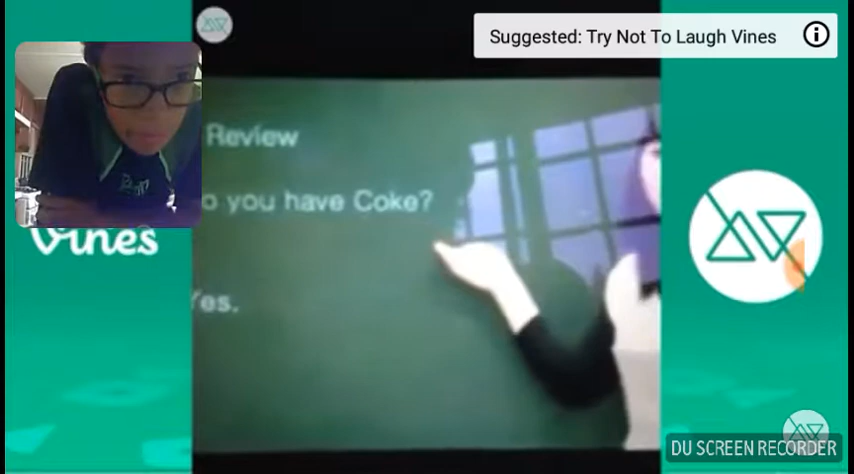 Suggested: Try Not To Laugh Vines
Review
o you have Coke?
Yes.
Vines
DU SCREEN RECORDER